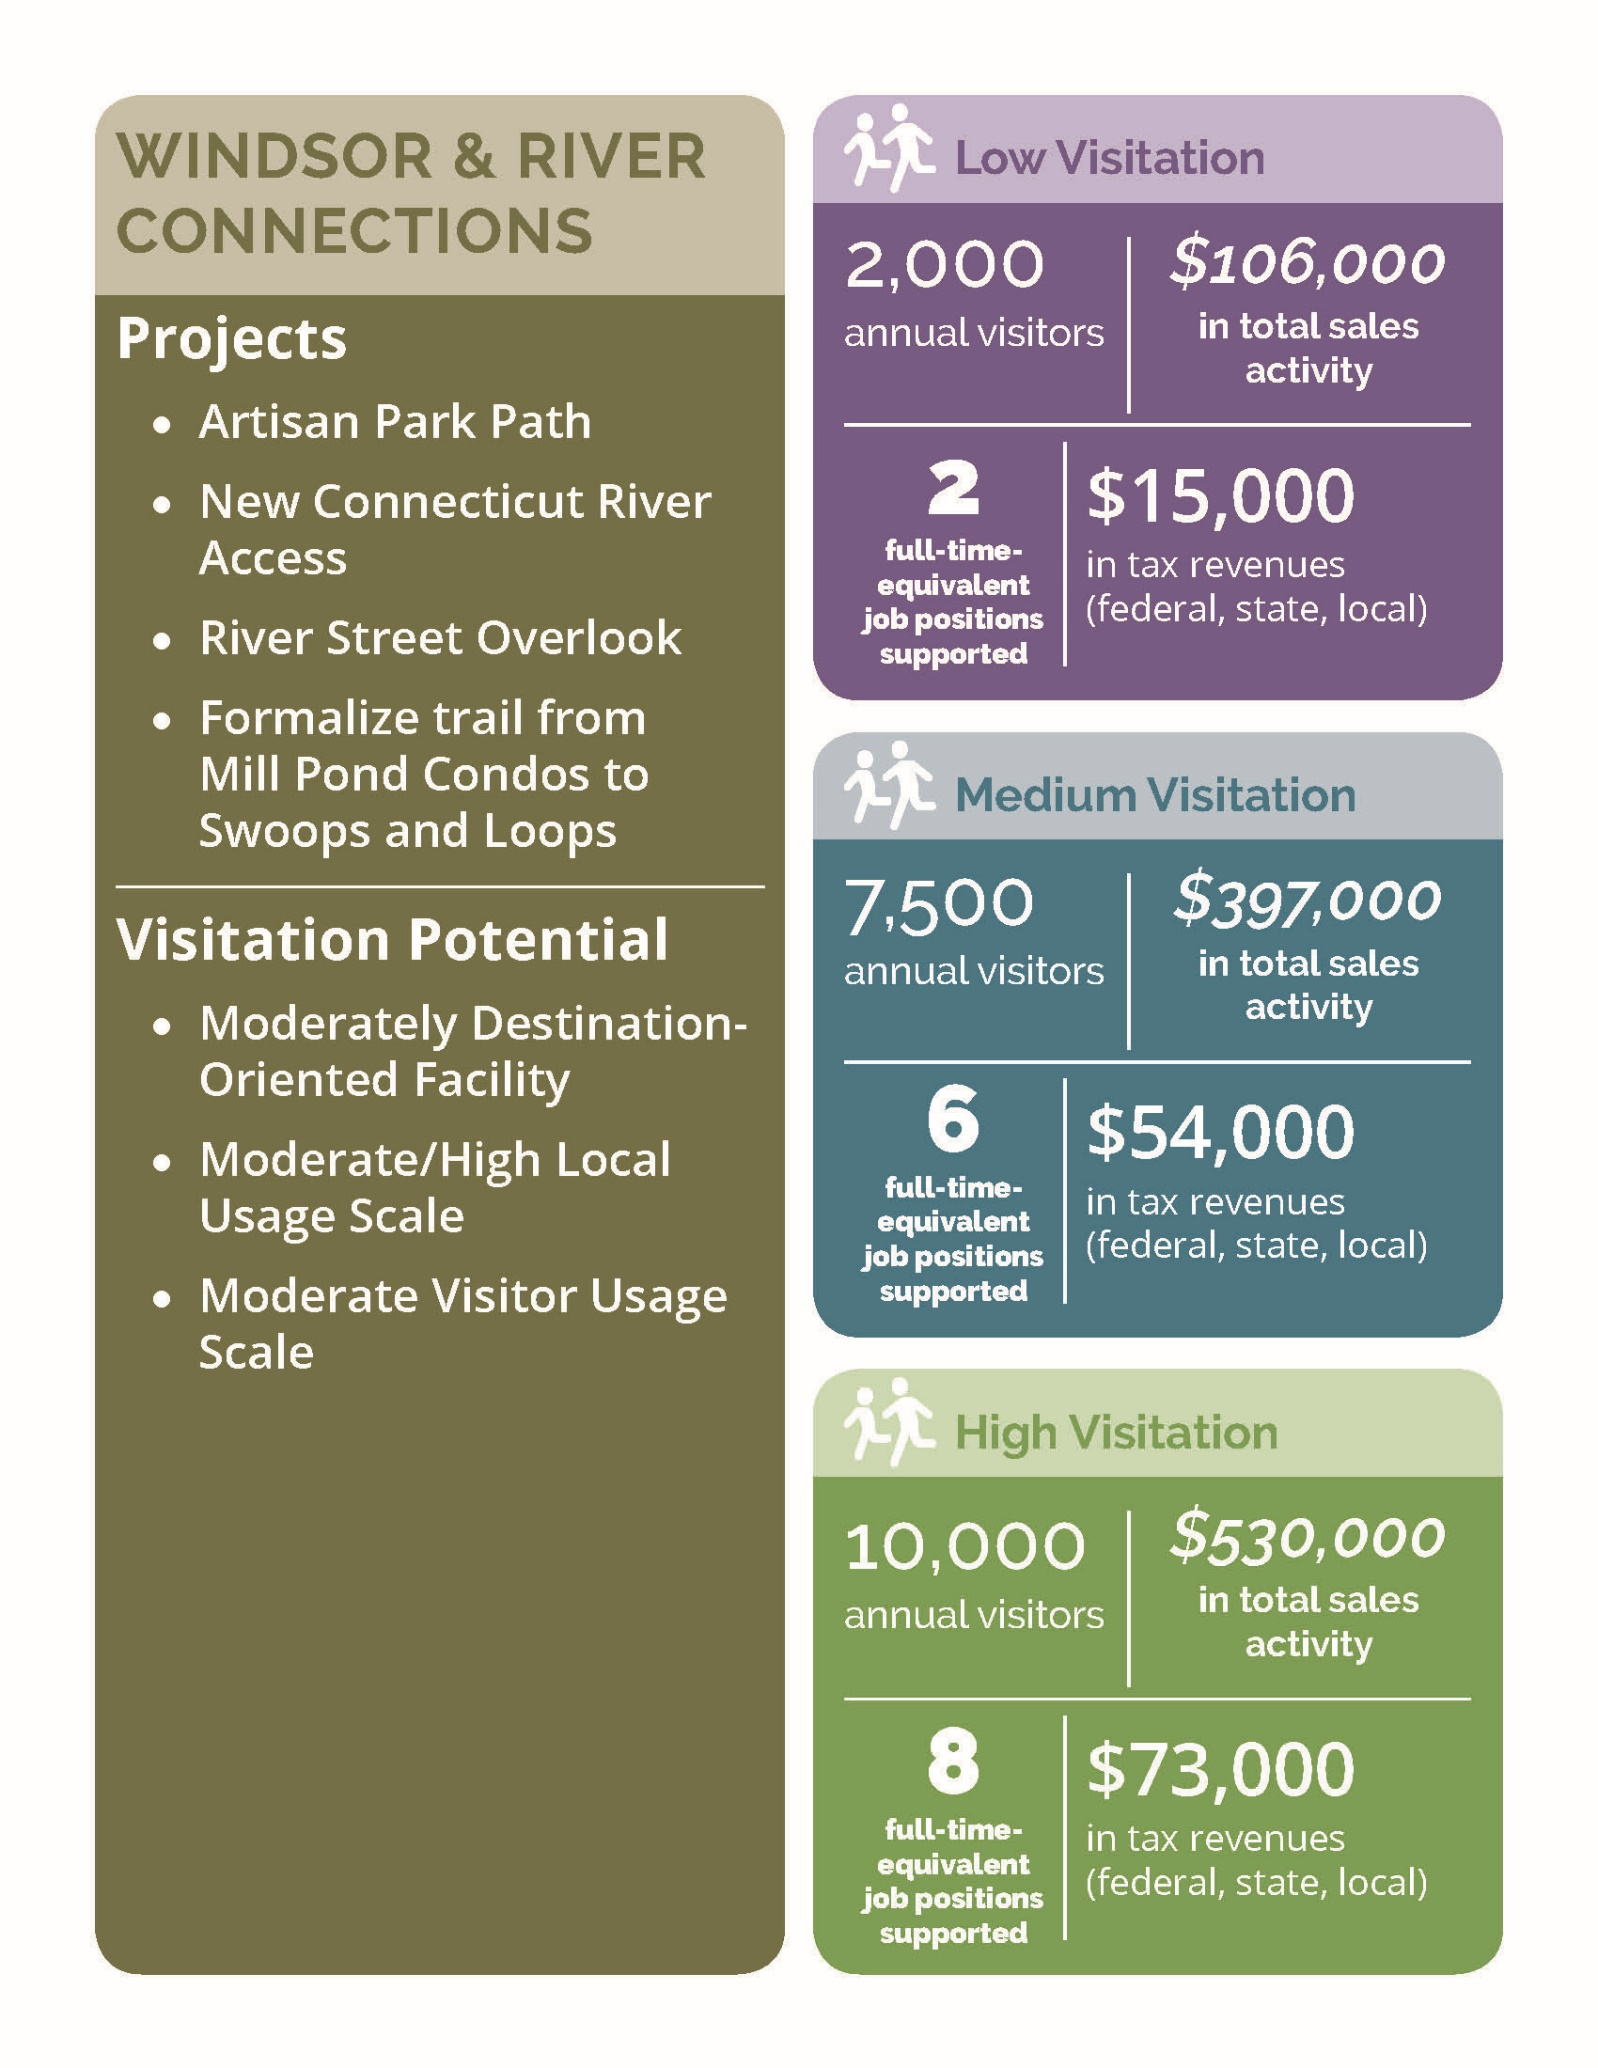 WINDSOR & RIVER
CONNECTIONS
Projects
• Artisan Park Path
• New Connecticut River
Access
• River Street Overlook
• Formalize trail from
Mill Pond Condos to
Swoops and Loops
Visitation Potential
• Moderately Destination-
Oriented Facility
• Moderate/High Local
Usage Scale
• Moderate Visitor Usage
Scale
Low Visitation
2,000
annual visitors
$106,000
in total sales
activity
2
full-time-
equivalent
job positions
supported
$15,000
in tax revenues
(federal, state, local)
Medium Visitation
7,500
annual visitors
$397,000
in total sales
activity
6
full-time-
equivalent
job positions
supported
$54,000
in tax revenues
(federal, state, local)
High Visitation
10,000
annual visitors
$530,000
in total sales
activity
8
full-time-
equivalent
job positions
supported
$73,000
in tax revenues
(federal, state, local)